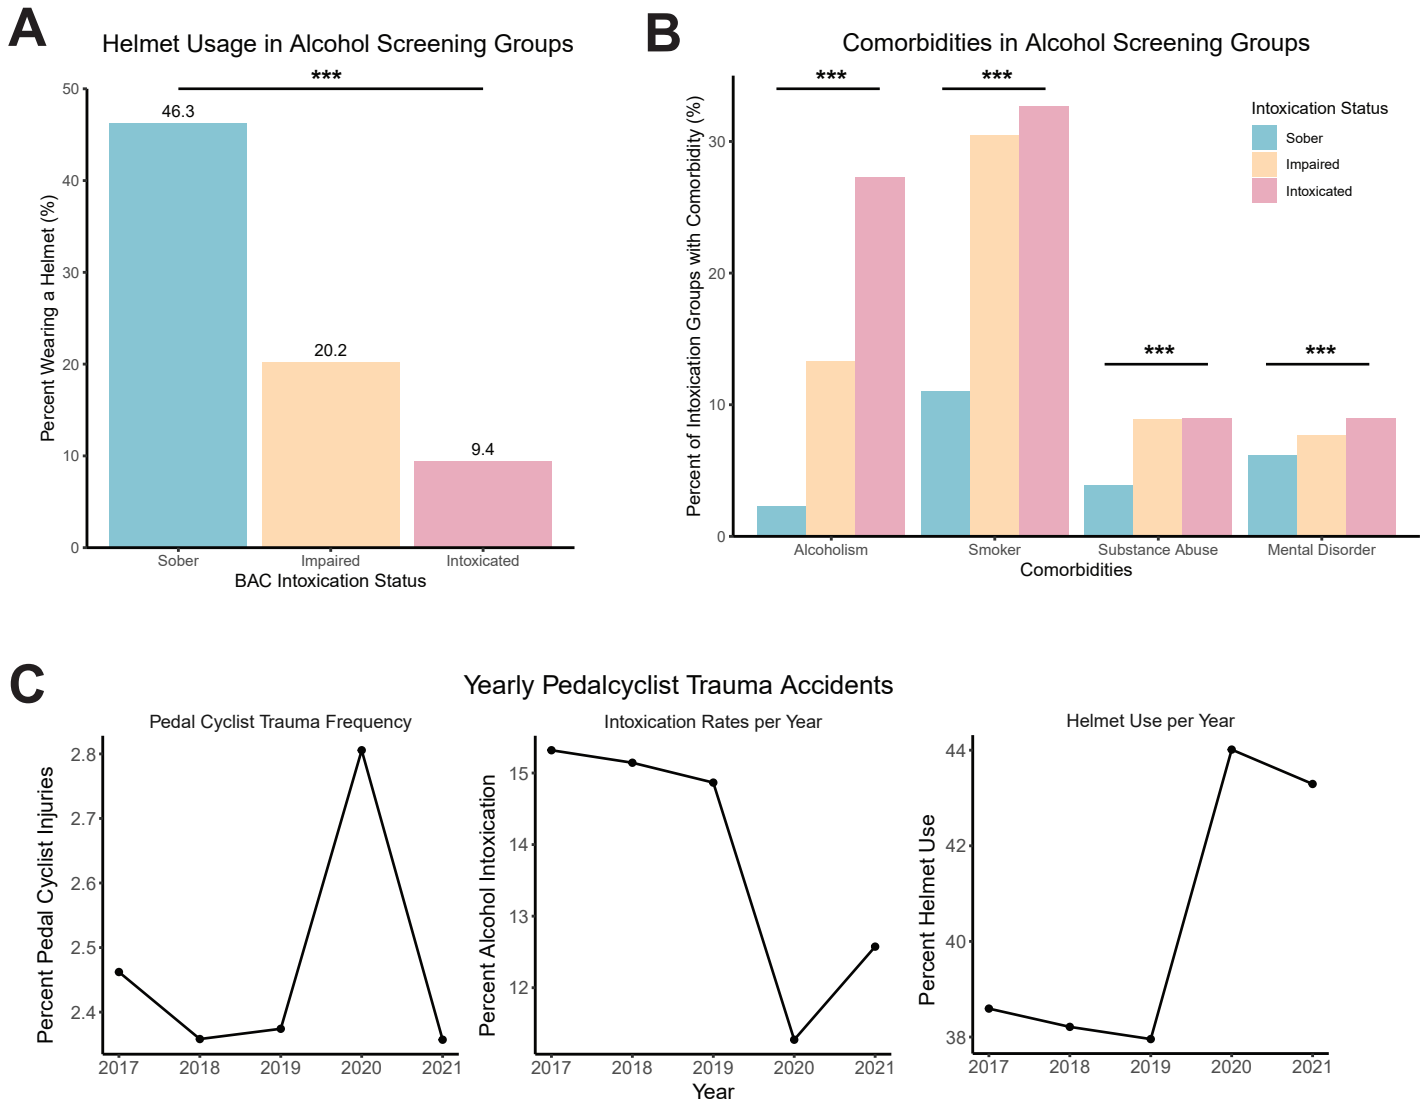 A
Helmet Usage in Alcohol Screening Groups
***
50
40
30
20
10
0
Percent Wearing a Helmet (%)
46.3
20.2
9.4
Sober Impaired Intoxicated
BAC Intoxication Status
B
Comorbidities in Alcohol Screening Groups
*** *** *** ***
30
20
10
0
Percent of Intoxication Groups with Comorbidity (%)
Intoxication Status
Sober
Impaired
Intoxicated
Alcoholism Smoker Substance Abuse Mental Disorder
Comorbidities
C
Yearly Pedalcyclist Trauma Accidents
Pedal Cyclist Trauma Frequency
Percent Pedal Cyclist Injuries
2.8
2.7
2.6
2.5
2.4
2017 2018 2019 2020 2021
Intoxication Rates per Year
Percent Alcohol Intoxication
15
14
13
12
2017 2018 2019 2020 2021
Year
Helmet Use per Year
Percent Helmet Use
44
42
40
38
2017 2018 2019 2020 2021